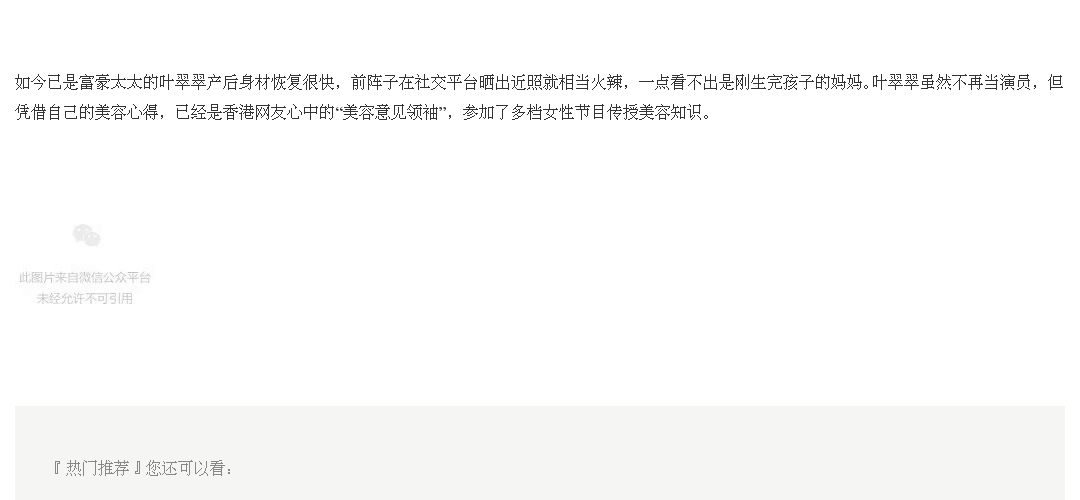 如今已是富豪太太的叶翠翠产后身材恢复很快，前阵子在社交平台晒出近照就相当火辣，一点看不出是刚生完孩子的妈妈。叶翠翠虽然不再当演员，但
凭借自己的美容心得，已经是香港网友心中的“美容意见领袖”，参加了多档女性节目传授美容知识。
此图片来自微信公众平台
未经允许不可引用
『 热门推荐 』您还可以看：